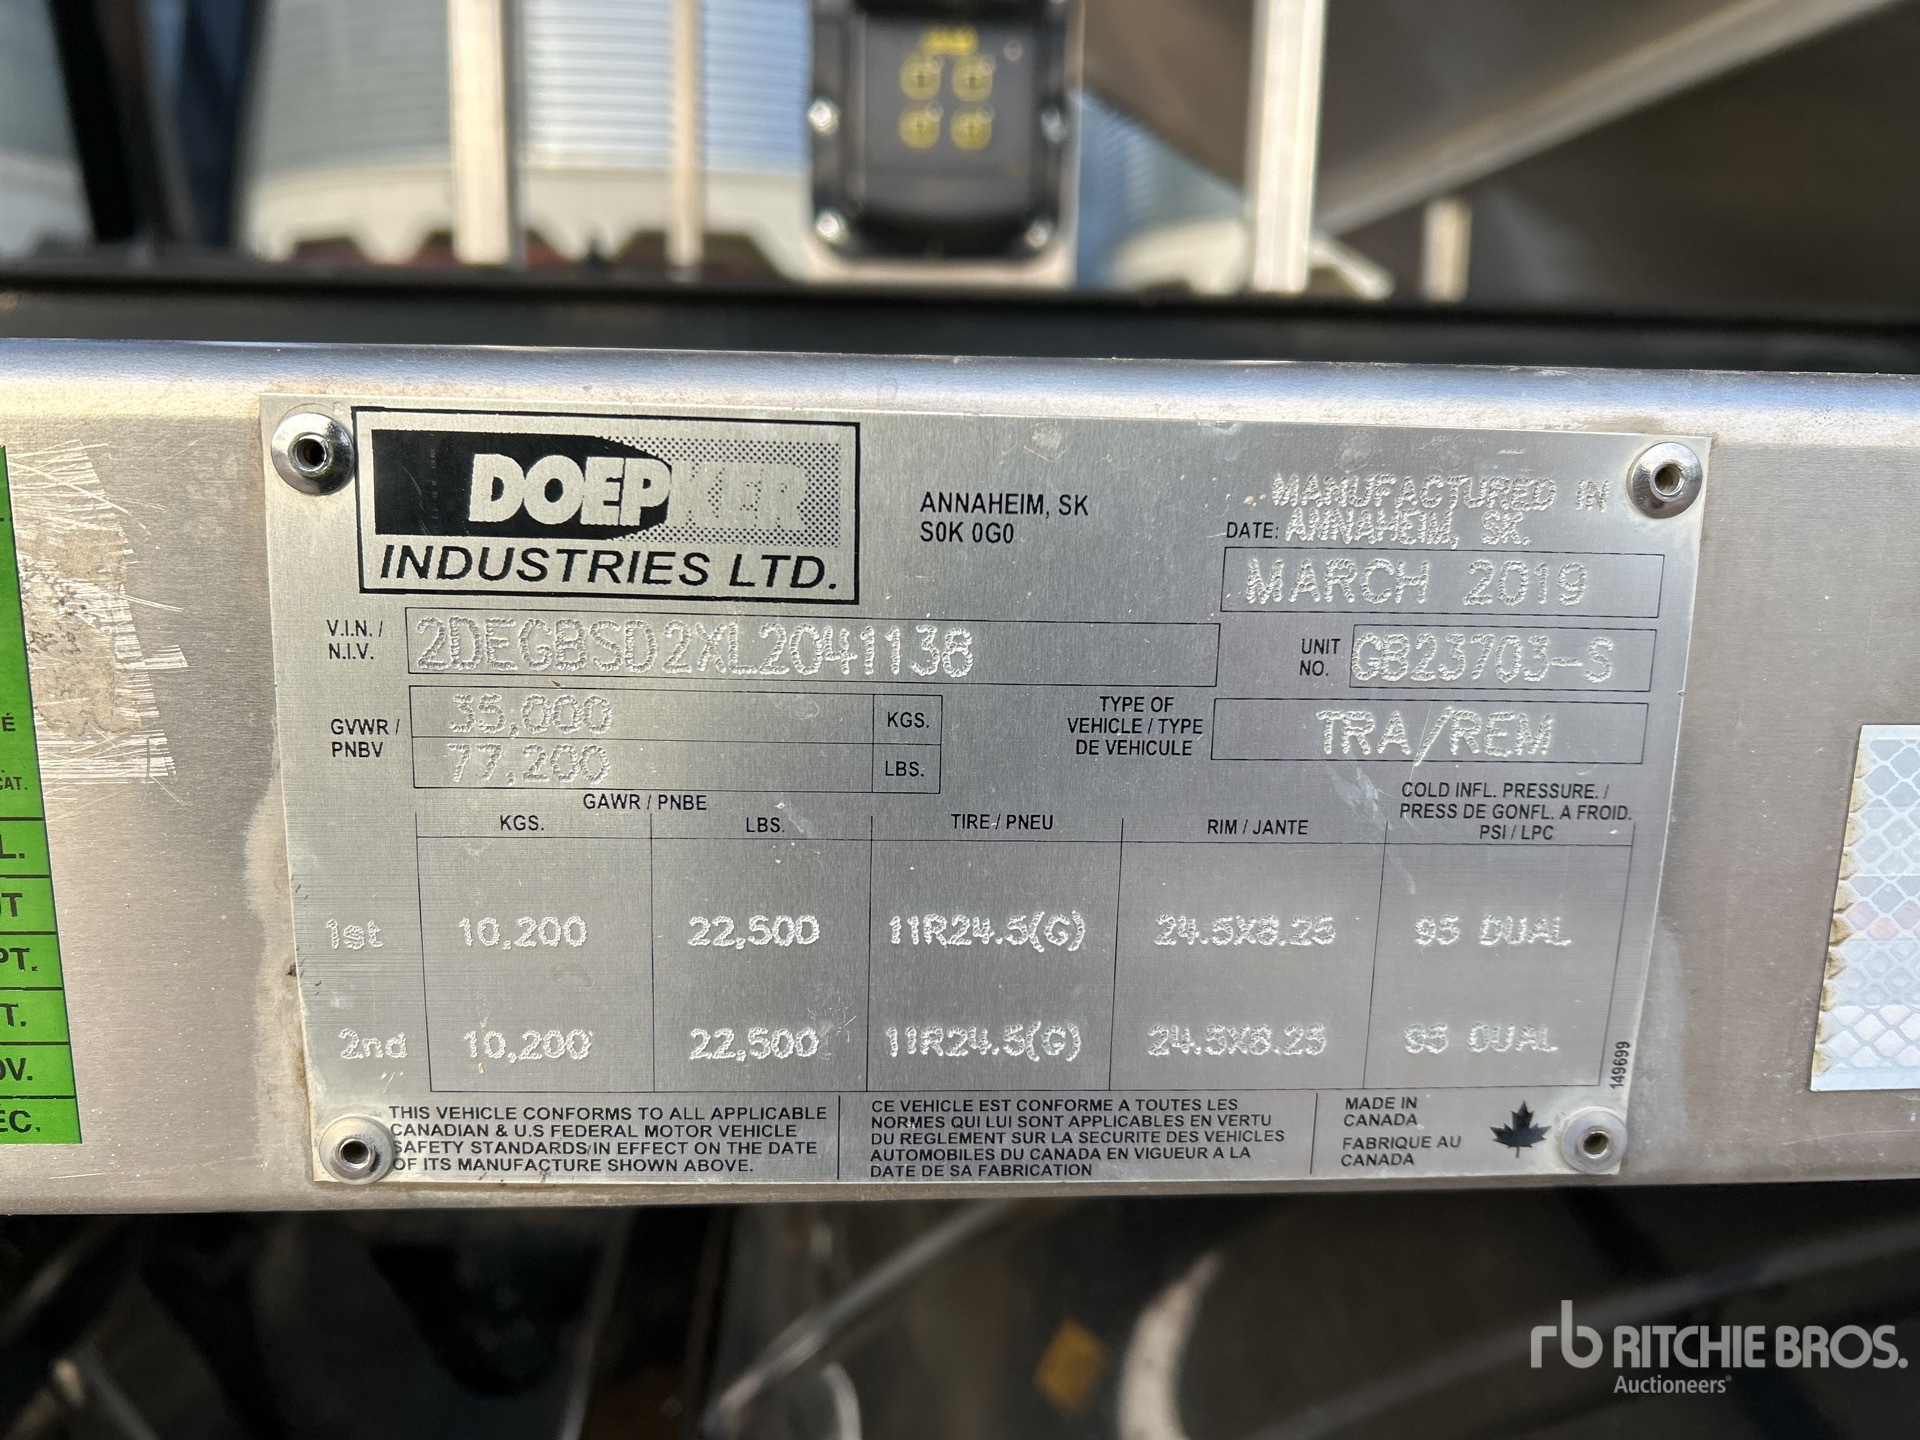 DOEPKER
INDUSTRIES LTD.
ANNAHEIM, SK
S0K 0G0
MANUFACTURED IN
DATE: ANNAHEIM, SK.
MARCH 2019
V.I.N. /
N.I.V.
2DEGBSD2XL2041138
UNIT
NO.
GB23703-S
GVWR /
PNBV
35,000 KGS.
77,200 LBS.
TYPE OF
VEHICLE / TYPE
DE VEHICULE
TRA/REM
GAWR / PNBE
COLD INFL. PRESSURE. /
PRESS DE GONFL. A FROID.
PSI / LPC
KGS. LBS. TIRE / PNEU RIM / JANTE
1st 10,200 22,500 11R24.5(G) 24.5X8.25 95 DUAL
2nd 10,200 22,500 11R24.5(G) 24.5X8.25 95 DUAL
149699
THIS VEHICLE CONFORMS TO ALL APPLICABLE
CANADIAN & U.S FEDERAL MOTOR VEHICLE
SAFETY STANDARDS IN EFFECT ON THE DATE
OF ITS MANUFACTURE SHOWN ABOVE.
CE VEHICLE EST CONFORME A TOUTES LES
NORMES QUI LUI SONT APPLICABLES EN VERTU
DU REGLEMENT SUR LA SECURITE DES VEHICLES
AUTOMOBILES DU CANADA EN VIGUEUR A LA
DATE DE SA FABRICATION
MADE IN
CANADA
FABRIQUE AU
CANADA
É
CAT.
L.
PT.
T.
OV.
ÉC.
rb RITCHIE BROS.
Auctioneers